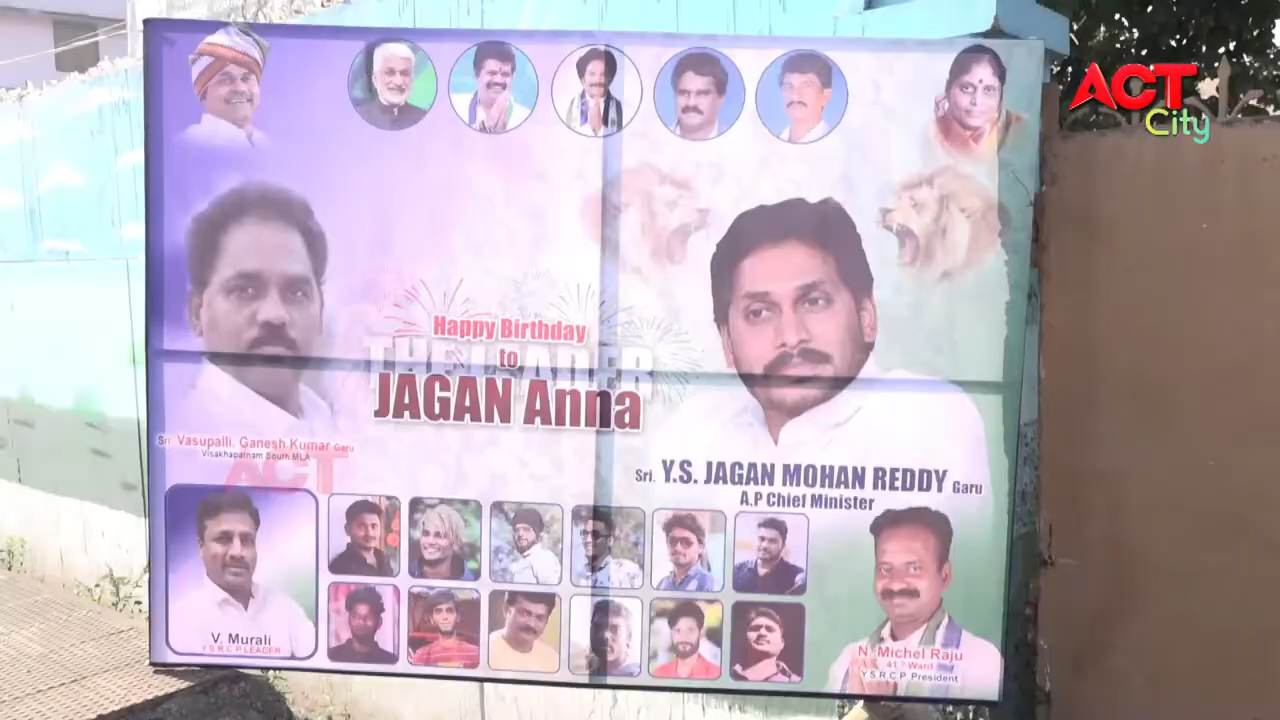 ACT
City
Happy Birthday
to
THE LEADER
JAGAN Anna
Sri. Vasupalli. Ganesh Kumar Garu
Visakhapatnam South MLA
ACT
Sri. Y.S. JAGAN MOHAN REDDY Garu
A.P Chief Minister
V. Murali
Y S R C P LEADER
N. Michel Raju
41st Ward
Y S R C P President